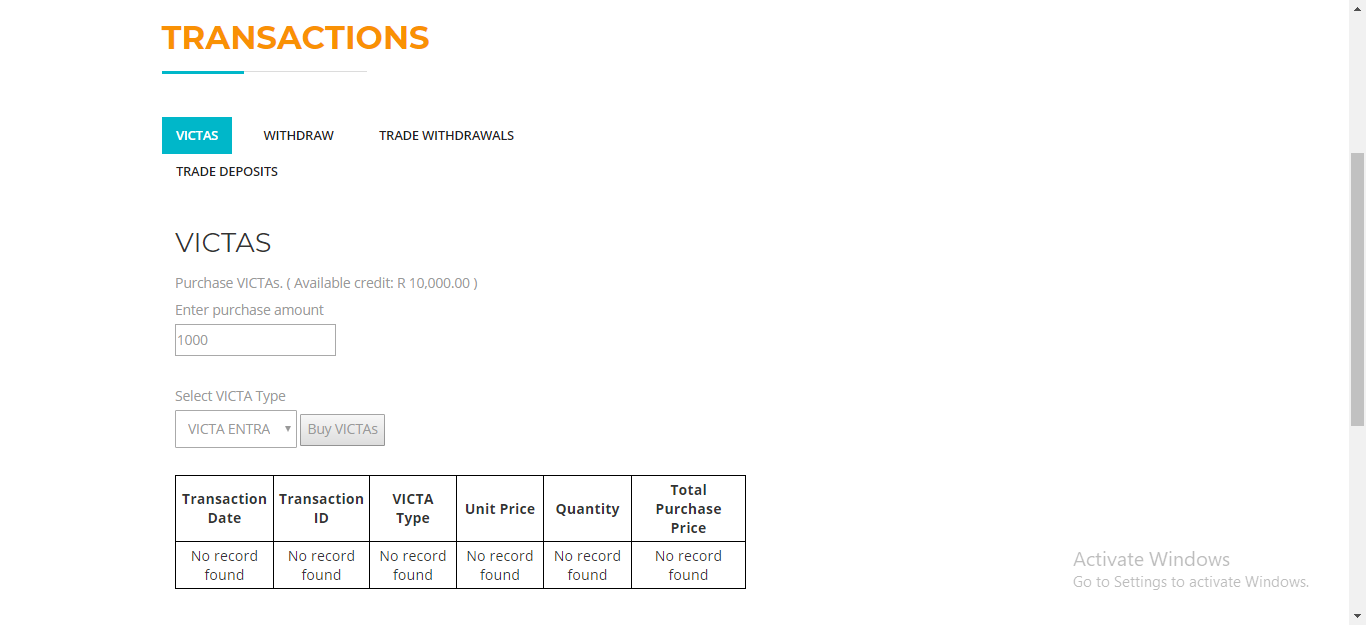 TRANSACTIONS
VICTAS WITHDRAW TRADE WITHDRAWALS
TRADE DEPOSITS
VICTAS
Purchase VICTAs. ( Available credit: R 10,000.00 )
Enter purchase amount
1000
Select VICTA Type
VICTA ENTRA Buy VICTAs
Transaction Date Transaction ID VICTA Type Unit Price Quantity Total Purchase Price
No record found No record found No record found No record found No record found No record found
Activate Windows
Go to Settings to activate Windows.